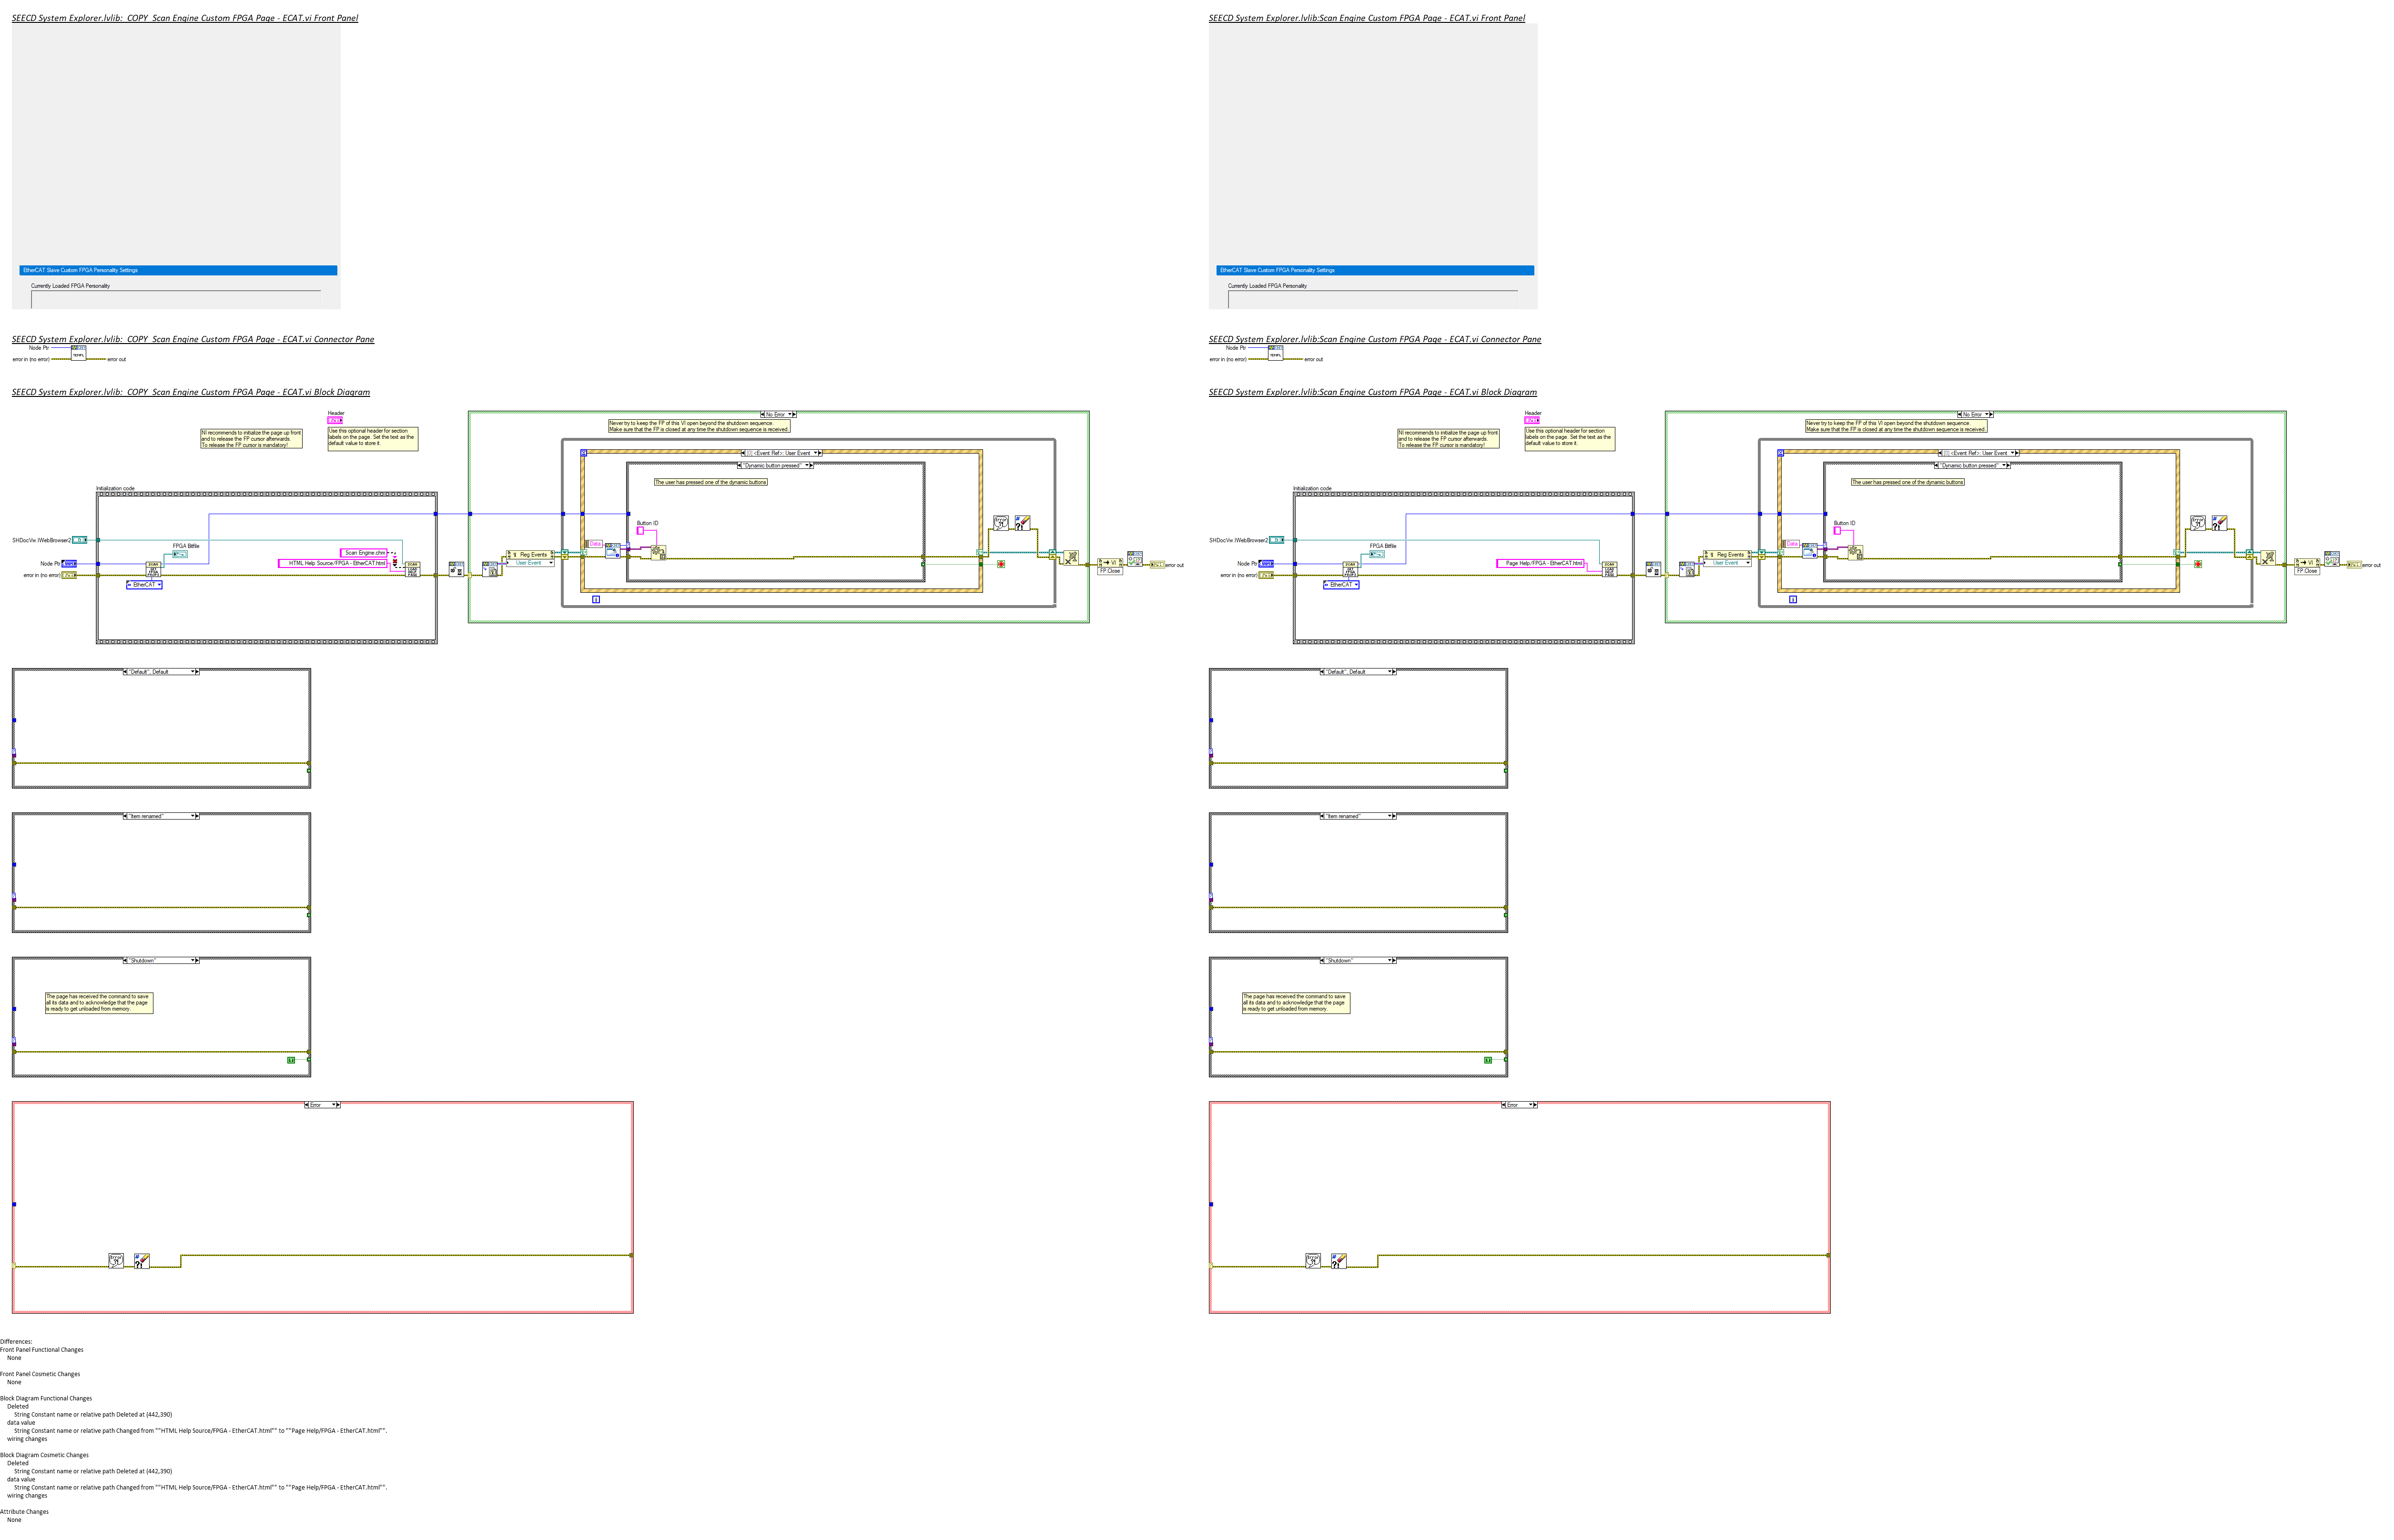 SEECD System Explorer.lvlib:_COPY_Scan Engine Custom FPGA Page - ECAT.vi Front Panel
EtherCAT Slave Custom FPGA Personality Settings
Currently Loaded FPGA Personality
SEECD System Explorer.lvlib:_COPY_Scan Engine Custom FPGA Page - ECAT.vi Connector Pane
Node Ptr
error in (no error)
error out
SEECD System Explorer.lvlib:_COPY_Scan Engine Custom FPGA Page - ECAT.vi Block Diagram
Header
NI recommends to initialize the page up front
and to release the FP cursor afterwards.
To release the FP cursor is mandatory!
Use this optional header for section
labels on the page. Set the text as the
default value to store it.
No Error
Never try to keep the FP of this VI open beyond the shutdown sequence.
Make sure that the FP is closed at any time the shutdown sequence is received.
<Event Ref>: User Event
"Dynamic button pressed"
The user has pressed one of the dynamic buttons
Initialization code
Button ID
SHDocVw.IWebBrowser2
FPGA Bitfile
Scan Engine.chm
HTML Help Source/FPGA - EtherCAT.html
Data
Reg Events
User Event
Node Ptr
error in (no error)
EtherCAT
VI
FP.Close
error out
"Default", Default
"Item renamed"
"Shutdown"
The page has received the command to save
all its data and to acknowledge that the page
is ready to get unloaded from memory.
Error
SEECD System Explorer.lvlib:Scan Engine Custom FPGA Page - ECAT.vi Front Panel
EtherCAT Slave Custom FPGA Personality Settings
Currently Loaded FPGA Personality
SEECD System Explorer.lvlib:Scan Engine Custom FPGA Page - ECAT.vi Connector Pane
Node Ptr
error in (no error)
error out
SEECD System Explorer.lvlib:Scan Engine Custom FPGA Page - ECAT.vi Block Diagram
Header
NI recommends to initialize the page up front
and to release the FP cursor afterwards.
To release the FP cursor is mandatory!
Use this optional header for section
labels on the page. Set the text as the
default value to store it.
No Error
Never try to keep the FP of this VI open beyond the shutdown sequence.
Make sure that the FP is closed at any time the shutdown sequence is received.
<Event Ref>: User Event
"Dynamic button pressed"
The user has pressed one of the dynamic buttons
Initialization code
Button ID
SHDocVw.IWebBrowser2
FPGA Bitfile
Page Help/FPGA - EtherCAT.html
Data
Reg Events
User Event
Node Ptr
error in (no error)
EtherCAT
VI
FP.Close
error out
"Default", Default
"Item renamed"
"Shutdown"
The page has received the command to save
all its data and to acknowledge that the page
is ready to get unloaded from memory.
Error
Differences:
Front Panel Functional Changes
None
Front Panel Cosmetic Changes
None
Block Diagram Functional Changes
Deleted
String Constant name or relative path Deleted at (442,390)
data value
String Constant name or relative path Changed from ""HTML Help Source/FPGA - EtherCAT.html"" to ""Page Help/FPGA - EtherCAT.html"".
wiring changes
Block Diagram Cosmetic Changes
Deleted
String Constant name or relative path Deleted at (442,390)
data value
String Constant name or relative path Changed from ""HTML Help Source/FPGA - EtherCAT.html"" to ""Page Help/FPGA - EtherCAT.html"".
wiring changes
Attribute Changes
None